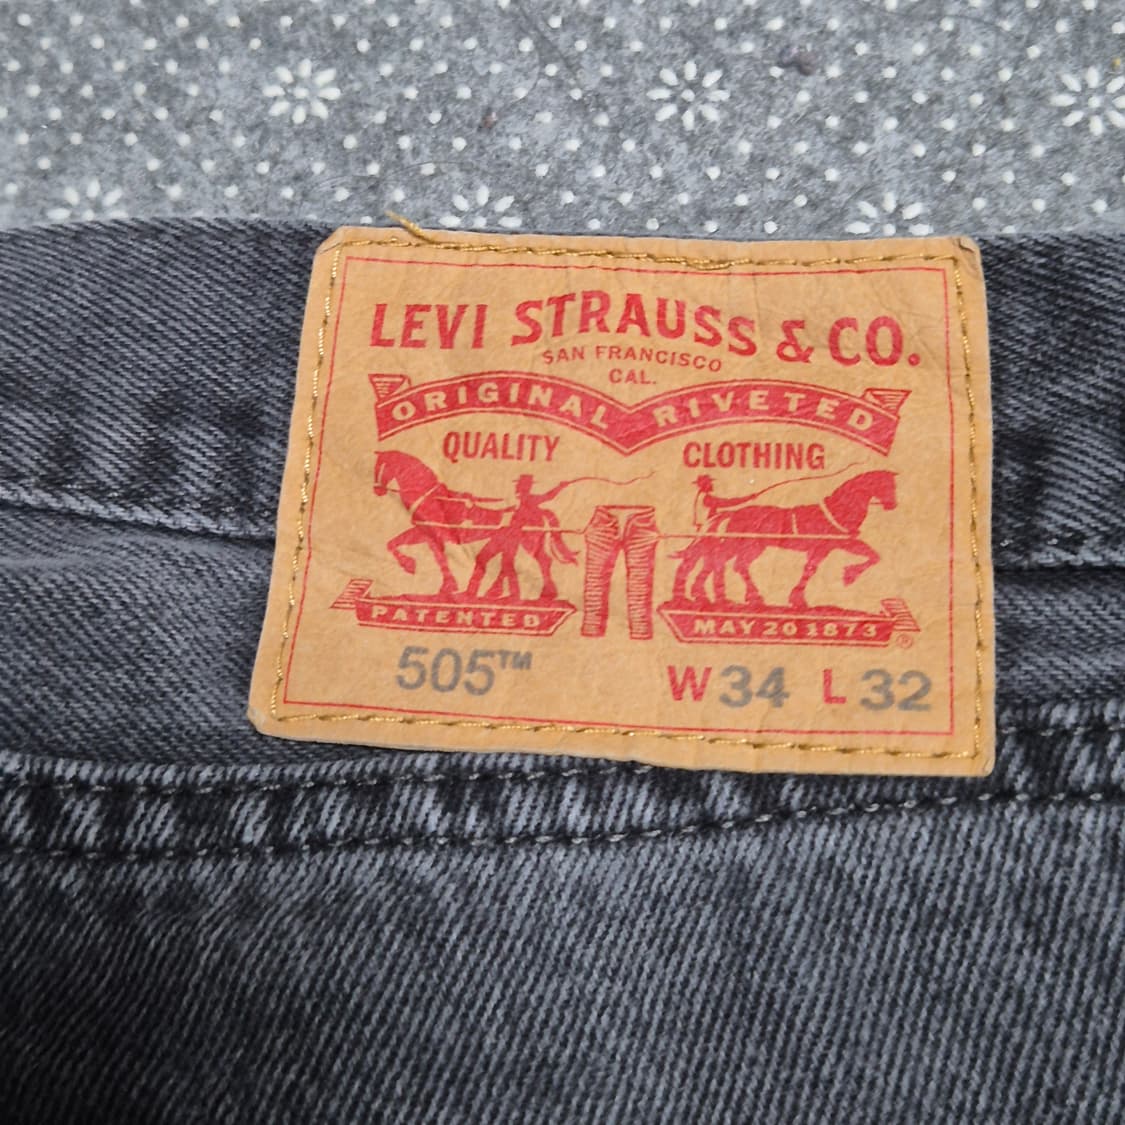 LEVI STRAUSS & CO.
SAN FRANCISCO
CAL.
ORIGINAL RIVETED
QUALITY CLOTHING
PATENTED MAY 20 1873 ®
505™ W34 L32